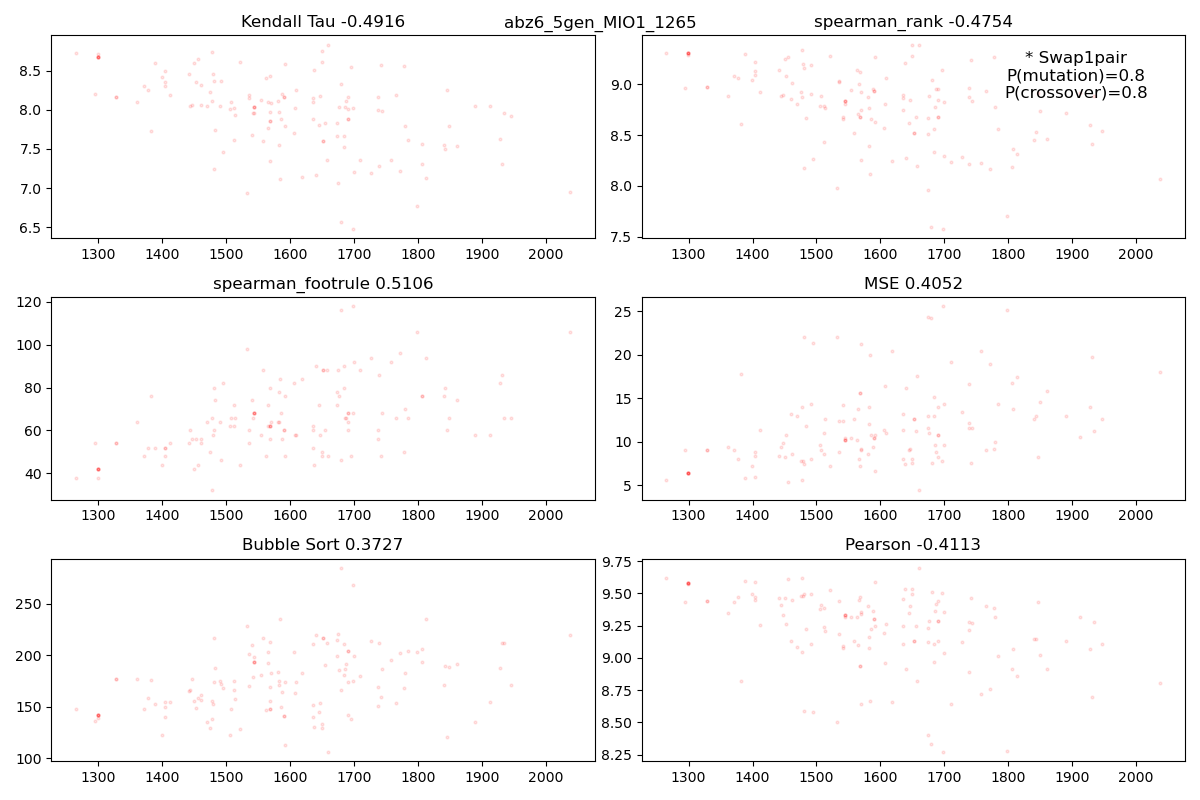 abz6_5gen_MIO1_1265
Kendall Tau -0.4916
8.5
8.0
7.5
7.0
6.5
1300 1400 1500 1600 1700 1800 1900 2000
spearman_rank -0.4754
* Swap1pair
P(mutation)=0.8
P(crossover)=0.8
9.0
8.5
8.0
7.5
1300 1400 1500 1600 1700 1800 1900 2000
spearman_footrule 0.5106
120
100
80
60
40
1300 1400 1500 1600 1700 1800 1900 2000
MSE 0.4052
25
20
15
10
5
1300 1400 1500 1600 1700 1800 1900 2000
Bubble Sort 0.3727
250
200
150
100
1300 1400 1500 1600 1700 1800 1900 2000
Pearson -0.4113
9.75
9.50
9.25
9.00
8.75
8.50
8.25
1300 1400 1500 1600 1700 1800 1900 2000